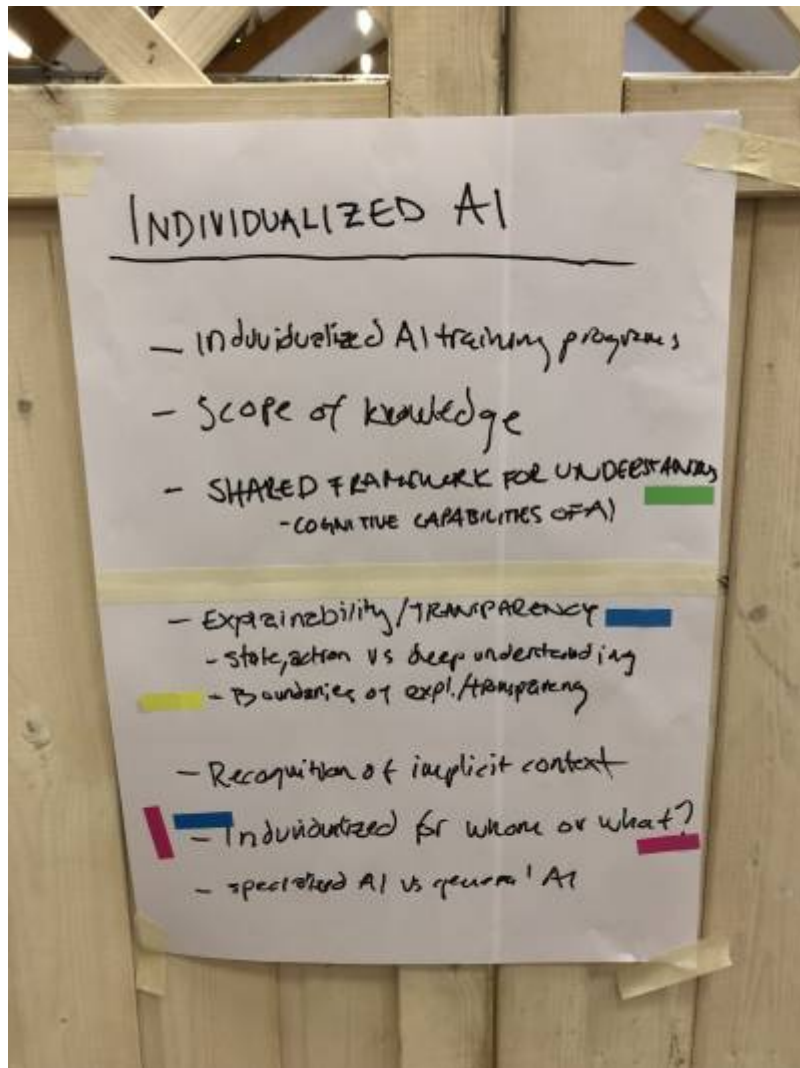 INDIVIDUALIZED AI
- Individualized AI training programs
- Scope of knowledge
- SHARED FRAMEWORK FOR UNDERSTANDING
- COGNITIVE CAPABILITIES OF AI
- Explainability/TRANSPARENCY
- State, action vs deep understanding
- Boundaries of expl./transparency
- Recognition of implicit context
- Individualized for whom or what?
- specialized AI vs general AI